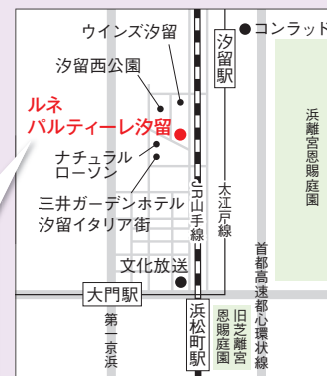 ウインズ汐留
コンラッド
汐留駅
汐留西公園
ルネ
パルティーレ汐留
浜離宮恩賜庭園
ナチュラル
ローソン
三井ガーデンホテル
汐留イタリア街
JR山手線
大江戸線
首都高速都心環状線
文化放送
大門駅
第一京浜
浜松町駅
旧芝離宮
恩賜庭園